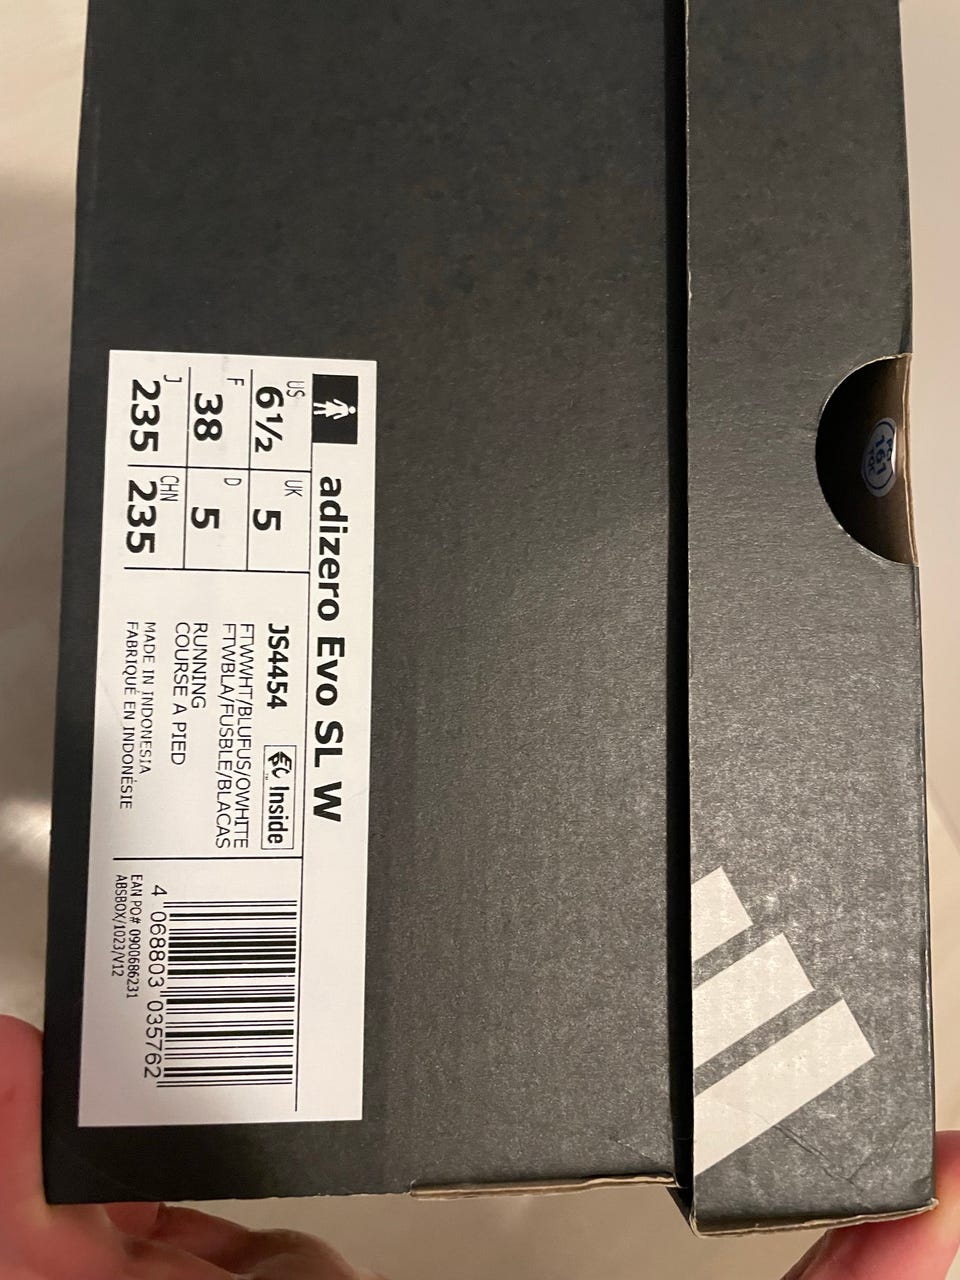 adizero Evo SL W
US 6½ UK 5
F 38 D 5
J 235 CHN 235
JS4454
Inside
FTWWHT/BLUFUS/OWHITE
FTWBLA/FUSBLE/BLACAS
RUNNING
COURSE A PIED
MADE IN INDONESIA
FABRIQUÉ EN INDONÉSIE
4 068803 035762
EAN PO# 0900686231
ABSBOX/1023/V12
161